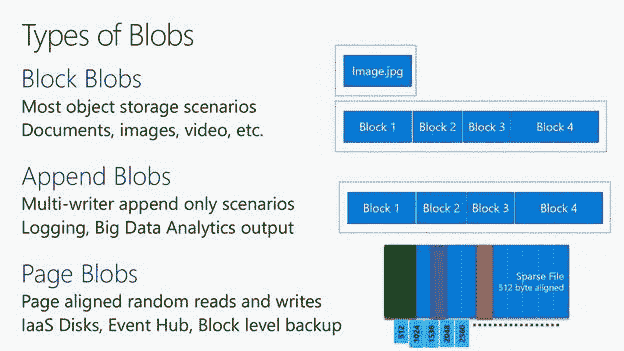 Types of Blobs
Block Blobs
Most object storage scenarios
Documents, images, video, etc.
Image.jpg
Block 1 Block 2 Block 3 Block 4
Append Blobs
Multi-writer append only scenarios
Logging, Big Data Analytics output
Block 1 Block 2 Block 3 Block 4
Page Blobs
Page aligned random reads and writes
IaaS Disks, Event Hub, Block level backup
Sparse File
512 byte aligned
512
1024
1536
2048
2560